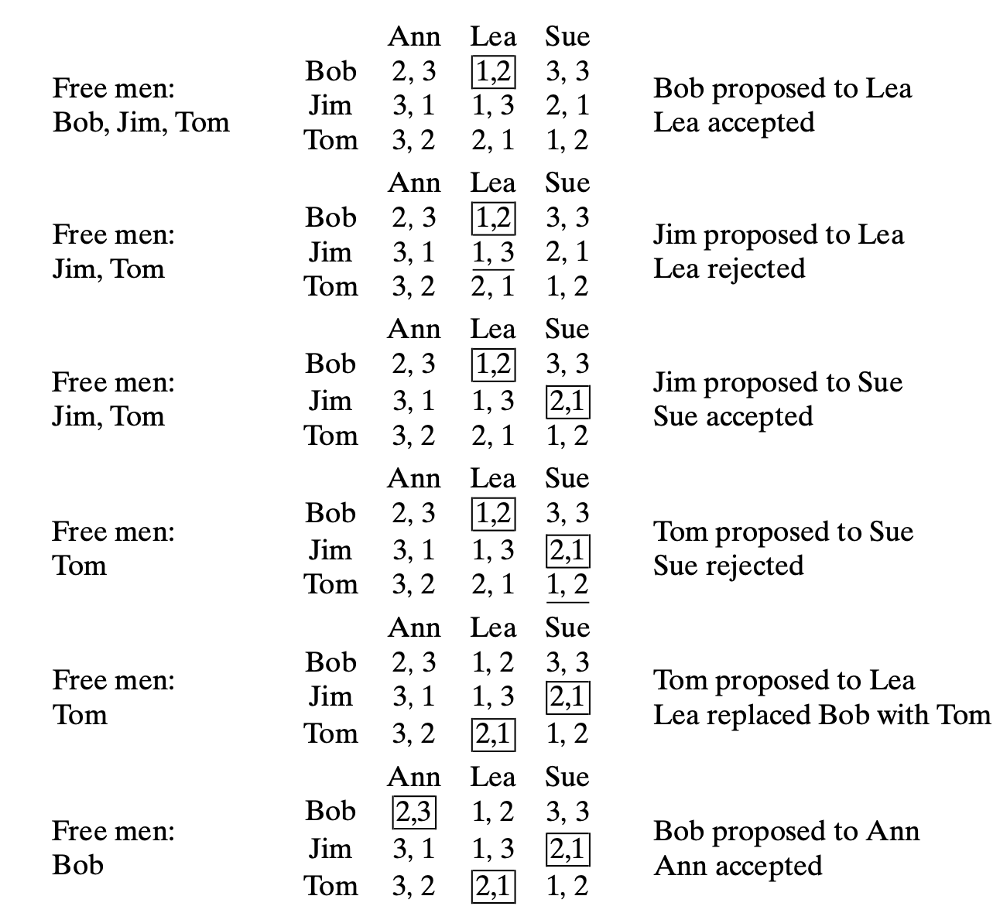 Ann Lea Sue
Free men:
Bob, Jim, Tom
Bob 2, 3 1,2 3, 3
Jim 3, 1 1, 3 2, 1
Tom 3, 2 2, 1 1, 2
Bob proposed to Lea
Lea accepted
Ann Lea Sue
Free men:
Jim, Tom
Bob 2, 3 1,2 3, 3
Jim 3, 1 1, 3 2, 1
Tom 3, 2 2, 1 1, 2
Jim proposed to Lea
Lea rejected
Ann Lea Sue
Free men:
Jim, Tom
Bob 2, 3 1,2 3, 3
Jim 3, 1 1, 3 2,1
Tom 3, 2 2, 1 1, 2
Jim proposed to Sue
Sue accepted
Ann Lea Sue
Free men:
Tom
Bob 2, 3 1,2 3, 3
Jim 3, 1 1, 3 2,1
Tom 3, 2 2, 1 1, 2
Tom proposed to Sue
Sue rejected
Ann Lea Sue
Free men:
Tom
Bob 2, 3 1, 2 3, 3
Jim 3, 1 1, 3 2,1
Tom 3, 2 2,1 1, 2
Tom proposed to Lea
Lea replaced Bob with Tom
Ann Lea Sue
Free men:
Bob
Bob 2,3 1, 2 3, 3
Jim 3, 1 1, 3 2,1
Tom 3, 2 2,1 1, 2
Bob proposed to Ann
Ann accepted